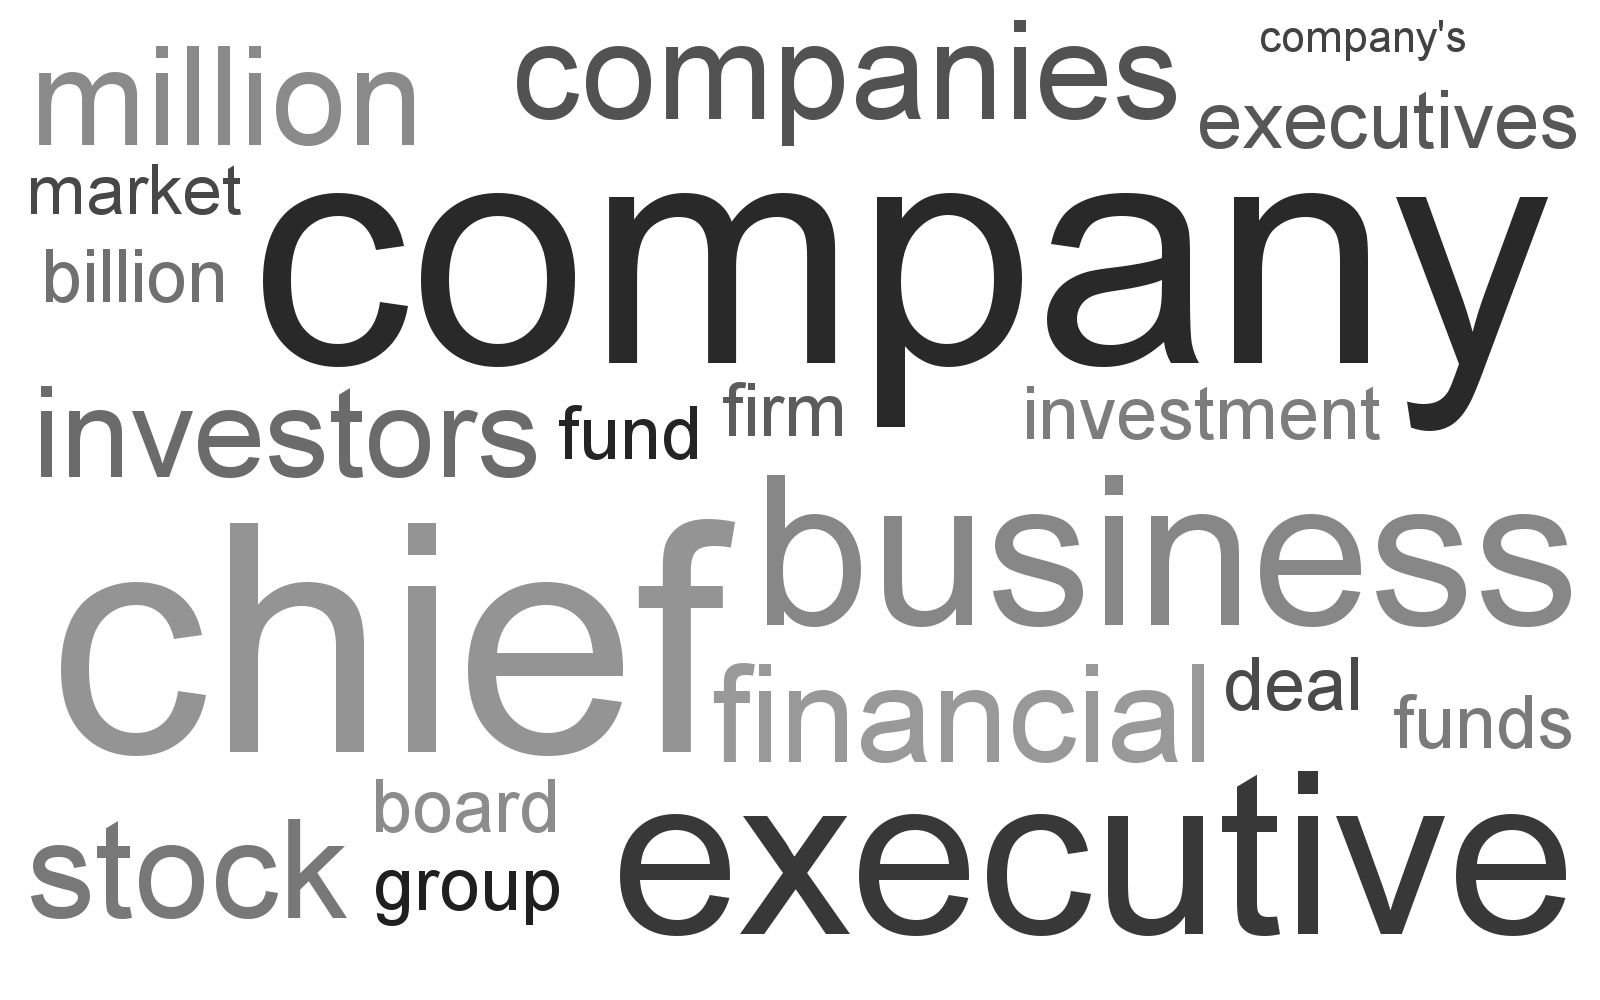 million companies company's
executives
market company
billion
investors fund firm investment
chief business
financial deal funds
board
stock group executive